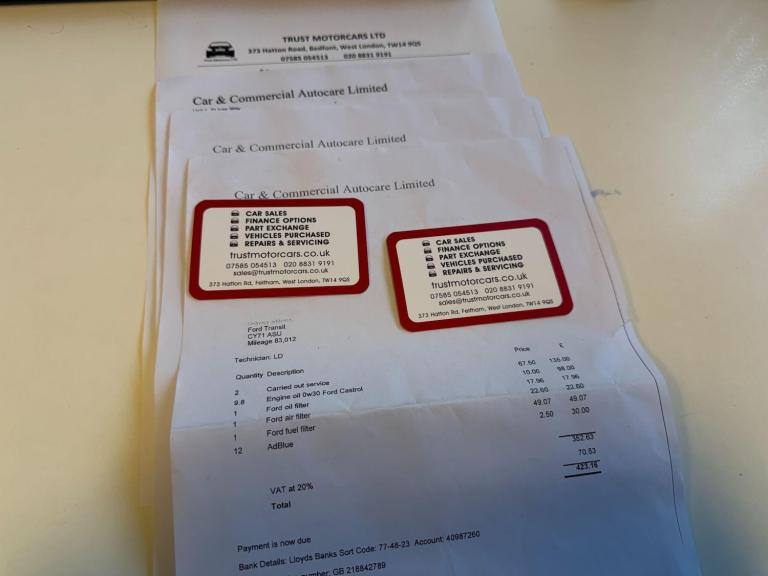 TRUST MOTORCARS LTD
373 Hatton Road, Bedfont, West London, TW14 9QS
07585 054513 020 8831 9191
Car & Commercial Autocare Limited
Car & Commercial Autocare Limited
Car & Commercial Autocare Limited
CAR SALES
FINANCE OPTIONS
PART EXCHANGE
VEHICLES PURCHASED
REPAIRS & SERVICING
trustmotorcars.co.uk
07585 054513 020 8831 9191
sales@trustmotorcars.co.uk
373 Hatton Rd, Feltham, West London, TW14 9QS
CAR SALES
FINANCE OPTIONS
PART EXCHANGE
VEHICLES PURCHASED
REPAIRS & SERVICING
trustmotorcars.co.uk
07585 054513 020 8831 9191
sales@trustmotorcars.co.uk
373 Hatton Rd, Feltham, West London, TW14 9QS
Ford Transit
CY71 ASU
Mileage 83,012
Technician: LD
Quantity Description Price £
2 Carried out service 67.50 135.00
9.8 Engine oil 0w30 Ford Castrol 10.00 98.00
1 Ford oil filter 17.96 17.96
1 Ford air filter 22.60 22.60
1 Ford fuel filter 49.07 49.07
12 AdBlue 2.50 30.00
352.63
VAT at 20% 70.53
Total 423.16
Payment is now due
Bank Details: Lloyds Banks Sort Code: 77-48-23 Account: 40987260
GB 218842789